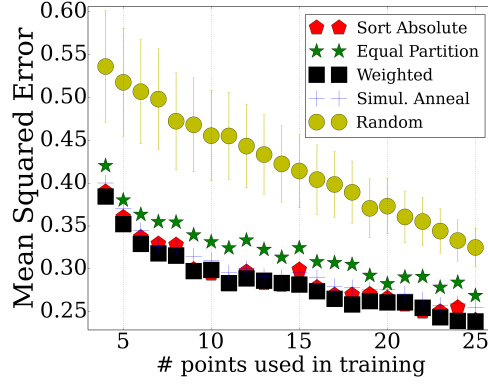 0.60
0.55
0.50
0.45
0.40
0.35
0.30
0.25
Mean Squared Error
Sort Absolute
Equal Partition
Weighted
Simul. Anneal
Random
5
10
15
20
25
# points used in training